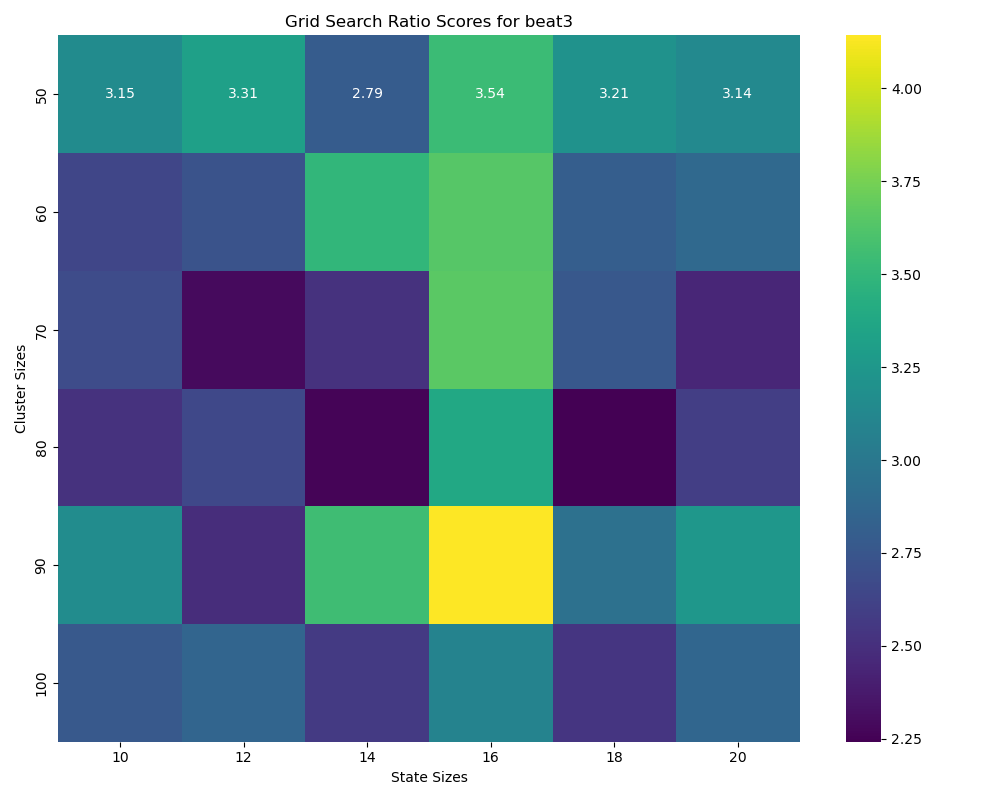 Grid Search Ratio Scores for beat3
50 3.15 3.31 2.79 3.54 3.21 3.14
60
70
80
90
100
Cluster Sizes
10 12 14 16 18 20
State Sizes
4.00
3.75
3.50
3.25
3.00
2.75
2.50
2.25